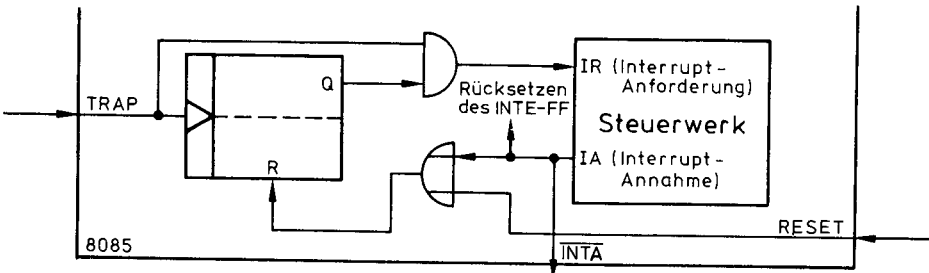 TRAP
Q
R
Rücksetzen
des INTE-FF
IR (Interrupt-
Anforderung)
Steuerwerk
IA (Interrupt-
Annahme)
RESET
8085
INTA